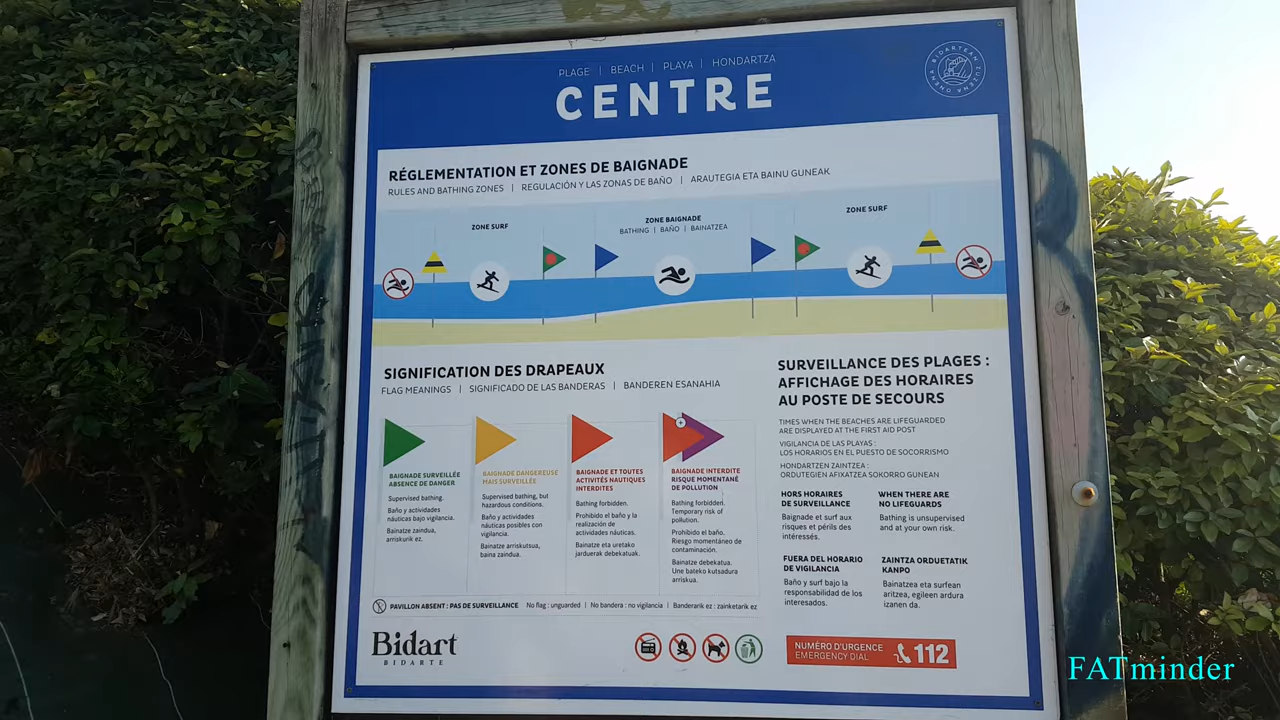 PLAGE | BEACH | PLAYA | HONDARTZA
CENTRE
BIDARTEAN ZUZENA OMENA
RÉGLEMENTATION ET ZONES DE BAIGNADE
RULES AND BATHING ZONES | REGULACIÓN Y LAS ZONAS DE BAÑO | ARAUTEGIA ETA BAINU GUNEAK
ZONE SURF
ZONE BAIGNADE
BATHING | BAÑO | BAINATZEA
ZONE SURF
SIGNIFICATION DES DRAPEAUX
FLAG MEANINGS | SIGNIFICADO DE LAS BANDERAS | BANDEREN ESANAHIA
BAIGNADE SURVEILLÉE
ABSENCE DE DANGER
Supervised bathing.
Baño y actividades
náuticas bajo vigilancia.
Bainatze zaindua,
arriskurik ez.
BAIGNADE DANGEREUSE
MAIS SURVEILLÉE
Supervised bathing, but
hazardous conditions.
Baño y actividades
náuticas posibles con
vigilancia.
Bainatze arriskutsua,
baina zaindua.
BAIGNADE ET TOUTES
ACTIVITÉS NAUTIQUES
INTERDITES
Bathing forbidden.
Prohibido el baño y la
realización de
actividades náuticas.
Bainatze eta uretako
jarduerak debekatuak.
BAIGNADE INTERDITE
RISQUE MOMENTANÉ
DE POLLUTION
Bathing forbidden.
Temporary risk of
pollution.
Prohibido el baño.
Riesgo momentáneo de
contaminación.
Bainatze debekatua.
Une bateko kutsadura
arriskua.
PAVILLON ABSENT : PAS DE SURVEILLANCE No flag : unguarded | No bandera : no vigilancia | Banderarik ez : zainketarik ez
SURVEILLANCE DES PLAGES :
AFFICHAGE DES HORAIRES
AU POSTE DE SECOURS
TIMES WHEN THE BEACHES ARE LIFEGUARDED
ARE DISPLAYED AT THE FIRST AID POST
VIGILANCIA DE LAS PLAYAS :
LOS HORARIOS EN EL PUESTO DE SOCORRISMO
HONDARTZEN ZAINTZEA :
ORDUTEGIEN AFIXATZEA SOKORRO GUNEAN
HORS HORAIRES
DE SURVEILLANCE
Baignade et surf aux
risques et périls des
intéressés.
WHEN THERE ARE
NO LIFEGUARDS
Bathing is unsupervised
and at your own risk.
FUERA DEL HORARIO
DE VIGILANCIA
Baño y surf bajo la
responsabilidad de los
interesados.
ZAINTZA ORDUETATIK
KANPO
Bainatzea eta surfean
aritzea, egileen ardura
izanen da.
Bidart
BIDARTE
NUMÉRO D'URGENCE
EMERGENCY DIAL
112
FATminder